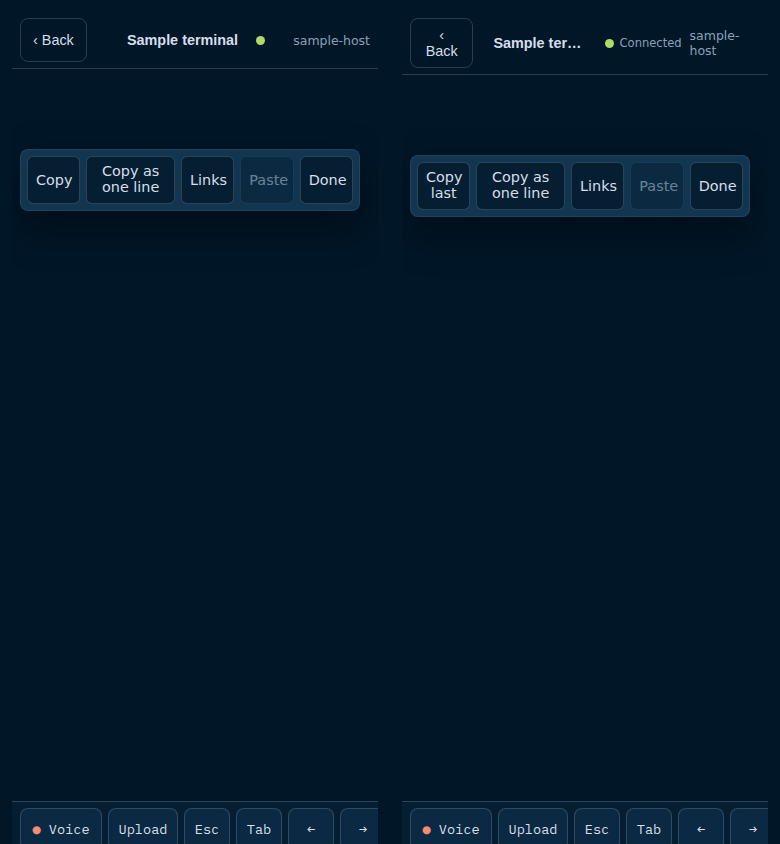 ‹ Back
Sample terminal
sample-host
Copy
Copy as
one line
Links
Paste
Done
Voice
Upload
Esc
Tab
←
→
‹
Back
Sample ter…
Connected
sample-
host
Copy
last
Copy as
one line
Links
Paste
Done
Voice
Upload
Esc
Tab
←
→